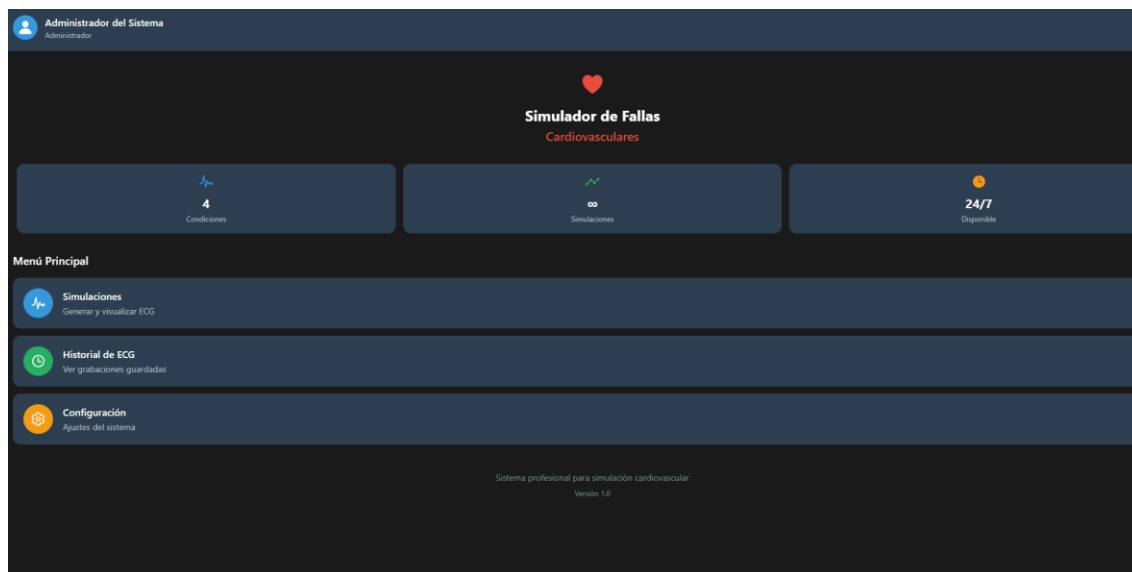 Administrador del Sistema
Administrador
Simulador de Fallas
Cardiovasculares
4
Condiciones
∞
Simulaciones
24/7
Disponible
Menú Principal
Simulaciones
Generar y visualizar ECG
Historial de ECG
Ver grabaciones guardadas
Configuración
Ajustes del sistema
Sistema profesional para simulación cardiovascular
Versión 1.0